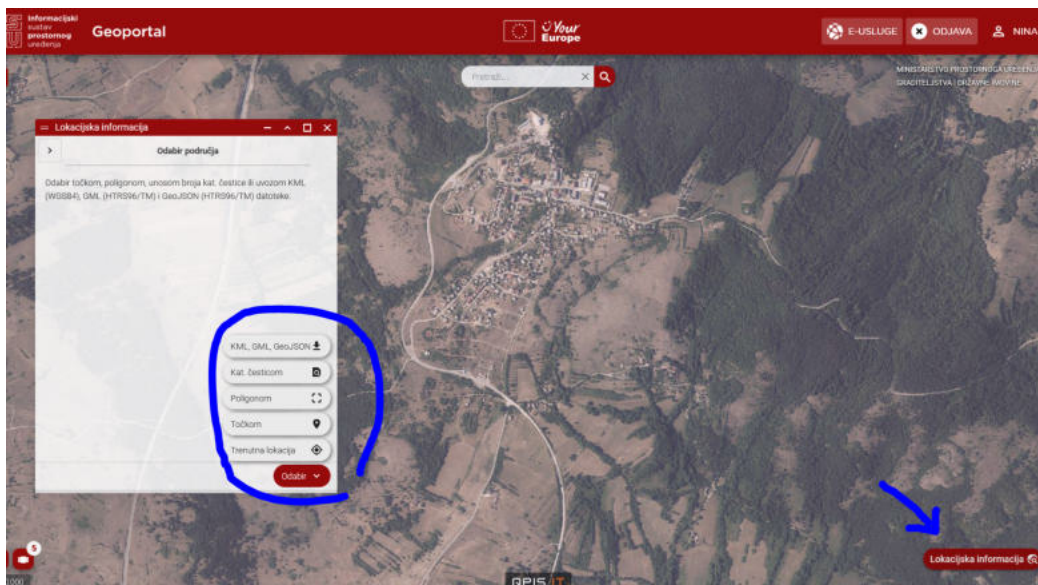 Informacijski
sustav
prostornog
uređenja
Geoportal
Your
Europe
E-USLUGE
ODJAVA
NINA
Pretraži...
MINISTARSTVO PROSTORNOGA UREĐENJA
GRADITELJSTVA I DRŽAVNE IMOVINE
Lokacijska informacija
Odabir područja
Odabir točkom, poligonom, unosom broja kat. čestice ili uvozom KML
(WGS84), GML (HTRS96/TM) i GeoJSON (HTRS96/TM) datoteke.
KML, GML, GeoJSON
Kat. česticom
Poligonom
Točkom
Trenutna lokacija
Odabir
5
Lokacijska informacija
1000